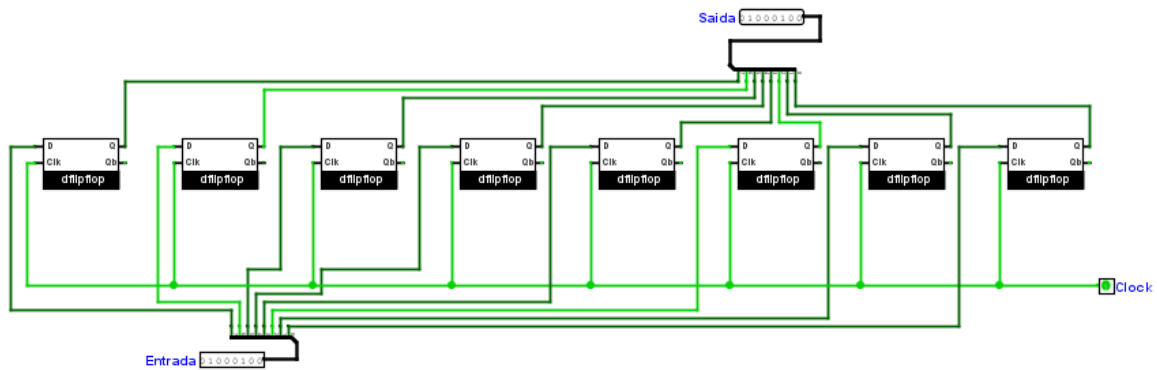 Saida 01000100
D Q D Q D Q D Q D Q D Q D Q D Q
Clk Qb Clk Qb Clk Qb Clk Qb Clk Qb Clk Qb Clk Qb Clk Qb
dflipflop dflipflop dflipflop dflipflop dflipflop dflipflop dflipflop dflipflop
Clock
Entrada 01000100